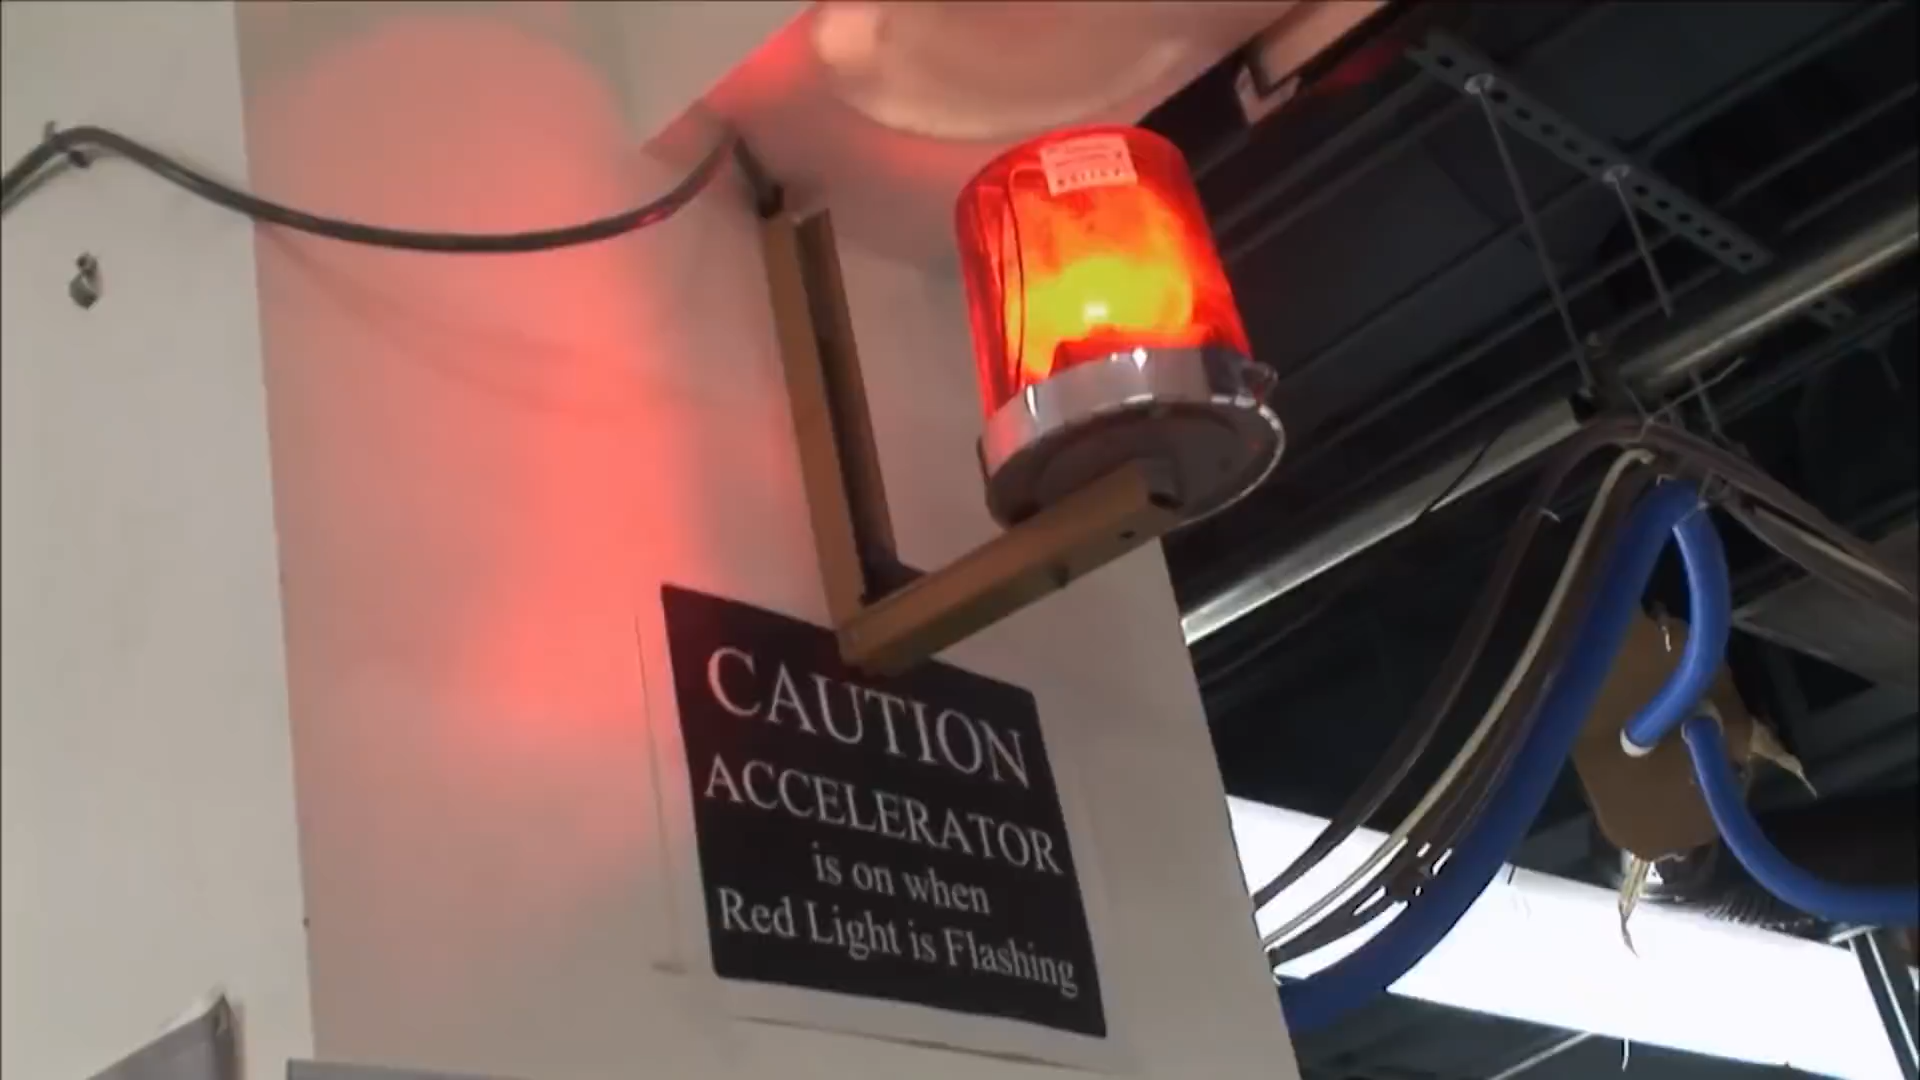 CAUTION
ACCELERATOR
is on when
Red Light is Flashing